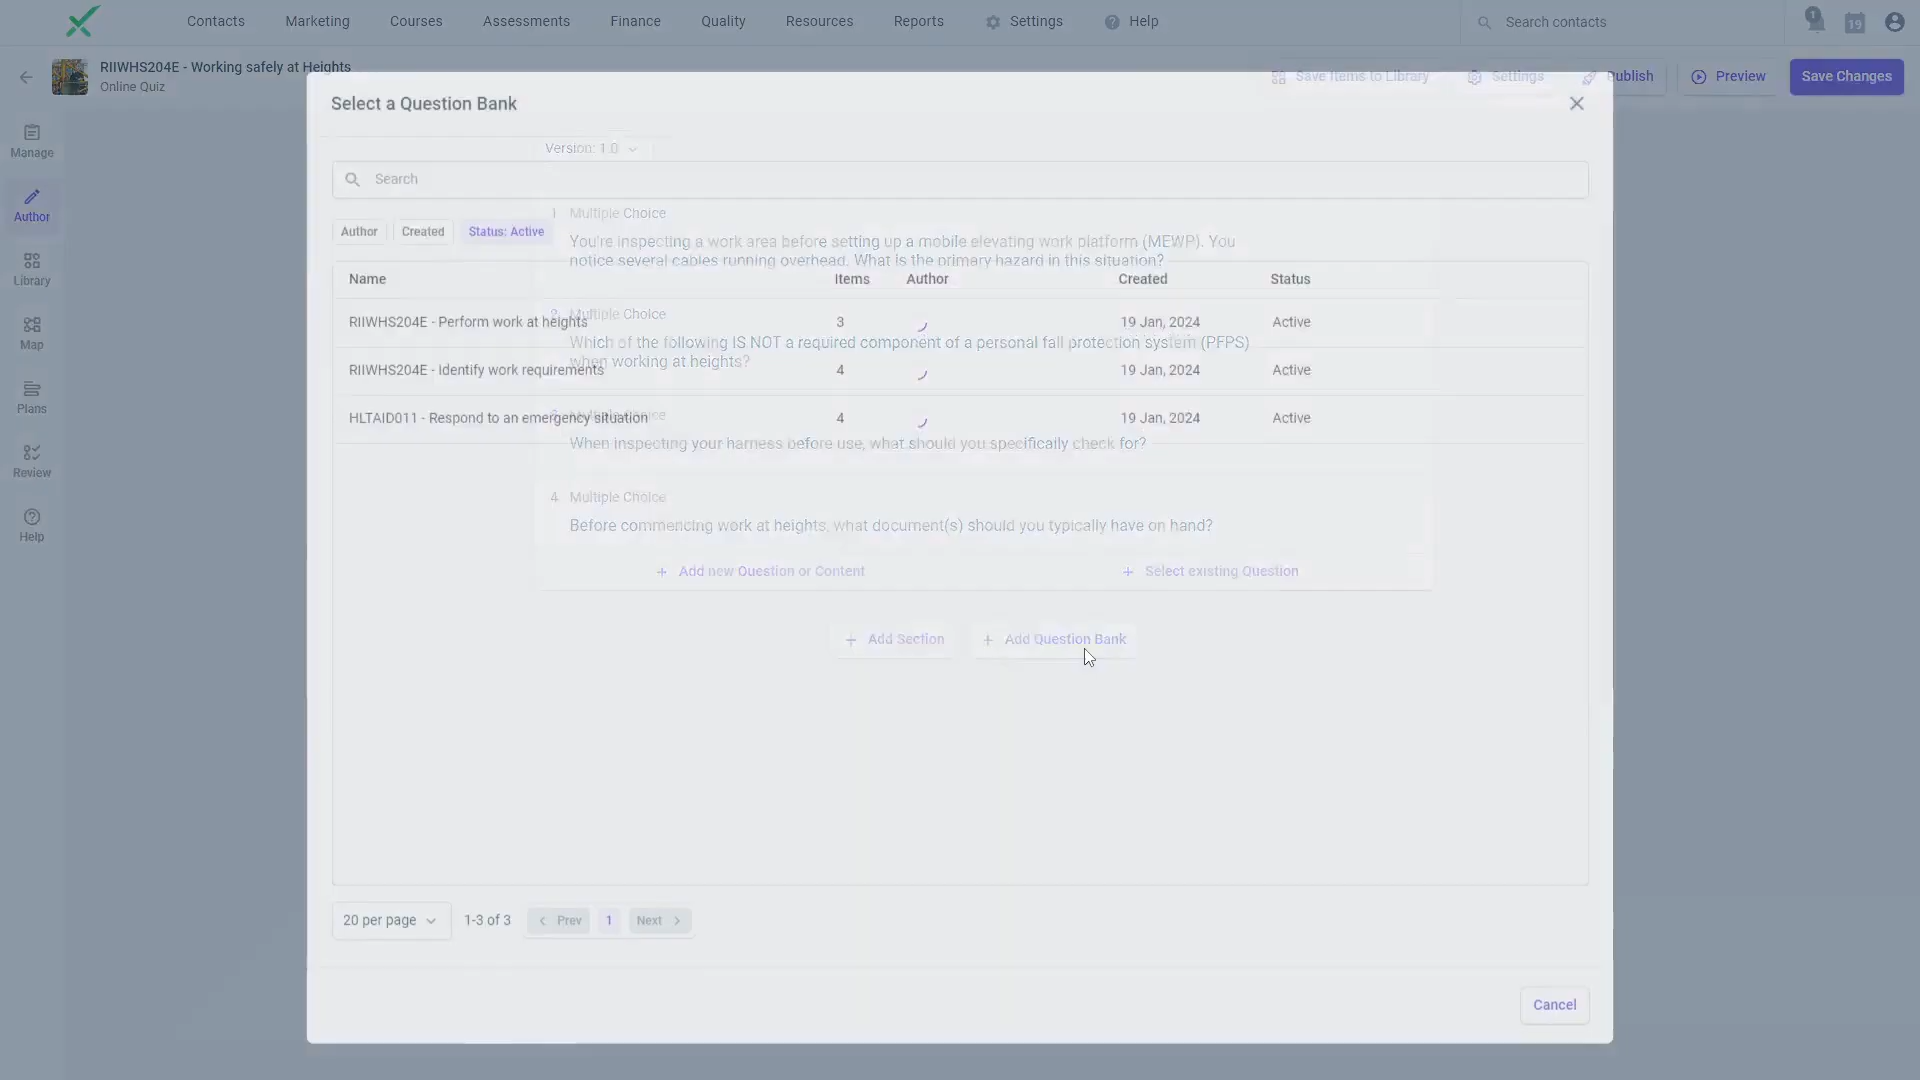 Contacts
Marketing
Courses
Assessments
Finance
Quality
Resources
Reports
Settings
Help
Search contacts
1
19
RIIWHS204E - Working safely at Heights
Online Quiz
Save Items to Library
Settings
Publish
Preview
Save Changes
Manage
Author
Library
Map
Plans
Review
Help
Select a Question Bank
Version: 1.0
Search
1 Multiple Choice
Author
Created
Status: Active
You're inspecting a work area before setting up a mobile elevating work platform (MEWP). You
notice several cables running overhead. What is the primary hazard in this situation?
Name Items Author Created Status
2 Multiple Choice
RIIWHS204E - Perform work at heights 3 19 Jan, 2024 Active
Which of the following IS NOT a required component of a personal fall protection system (PFPS)
when working at heights?
RIIWHS204E - Identify work requirements 4 19 Jan, 2024 Active
3 Multiple Choice
HLTAID011 - Respond to an emergency situation 4 19 Jan, 2024 Active
When inspecting your harness before use, what should you specifically check for?
4 Multiple Choice
Before commencing work at heights, what document(s) should you typically have on hand?
+ Add new Question or Content
+ Select existing Question
+ Add Section
+ Add Question Bank
20 per page
1-3 of 3
Prev
1
Next
Cancel